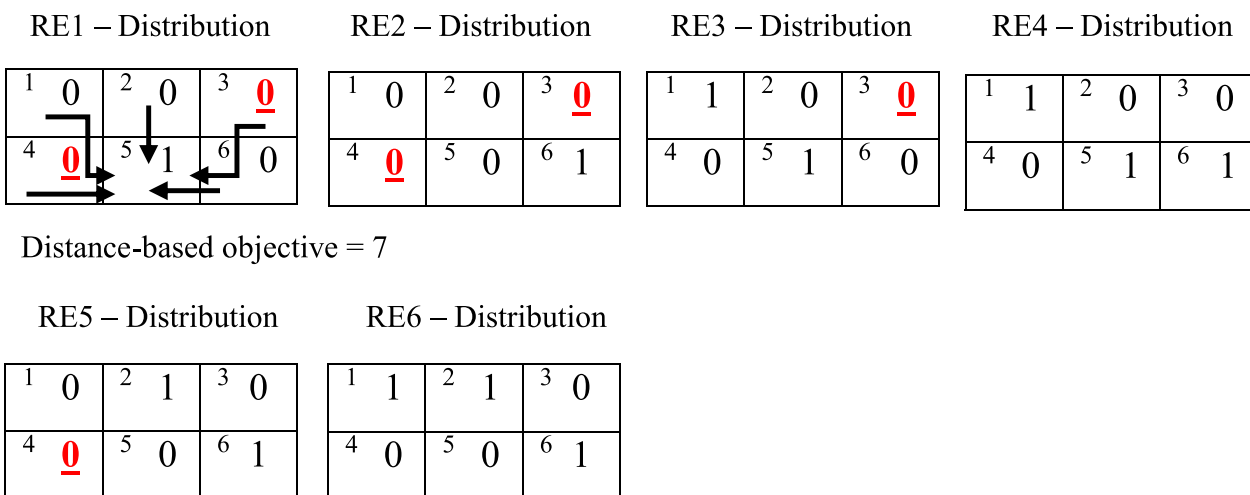 RE1 – Distribution RE2 – Distribution RE3 – Distribution RE4 – Distribution
1 0 2 0 3 0 1 0 2 0 3 0 1 1 2 0 3 0 1 1 2 0 3 0
4 0 5 1 6 0 4 0 5 0 6 1 4 0 5 1 6 0 4 0 5 1 6 1
Distance-based objective = 7
RE5 – Distribution RE6 – Distribution
1 0 2 1 3 0 1 1 2 1 3 0
4 0 5 0 6 1 4 0 5 0 6 1